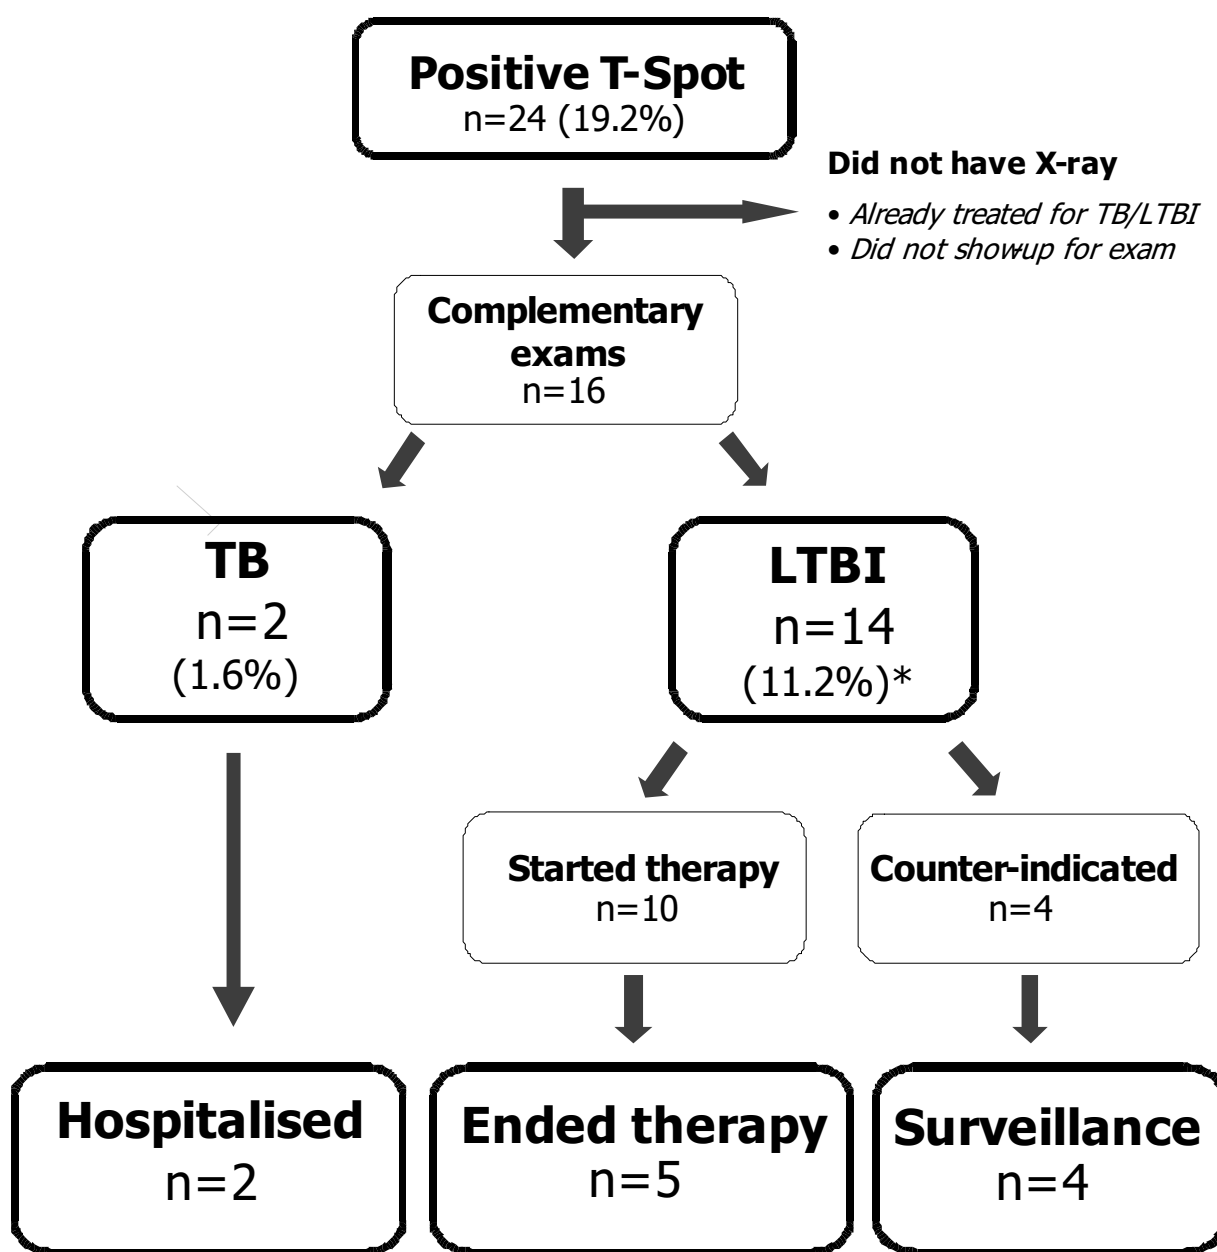 Positive T-Spot
n=24 (19.2%)
Did not have X-ray
• Already treated for TB/LTBI
• Did not show-up for exam
Complementary
exams
n=16
TB
n=2
(1.6%)
LTBI
n=14
(11.2%)*
Started therapy
n=10
Counter-indicated
n=4
Hospitalised
n=2
Ended therapy
n=5
Surveillance
n=4